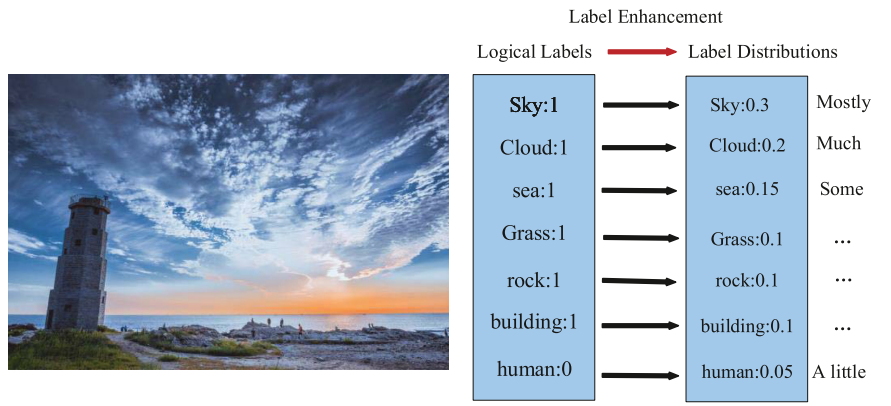 Label Enhancement
Logical Labels Label Distributions
Sky:1 Sky:0.3 Mostly
Cloud:1 Cloud:0.2 Much
sea:1 sea:0.15 Some
Grass:1 Grass:0.1 ...
rock:1 rock:0.1 ...
building:1 building:0.1 ...
human:0 human:0.05 A little